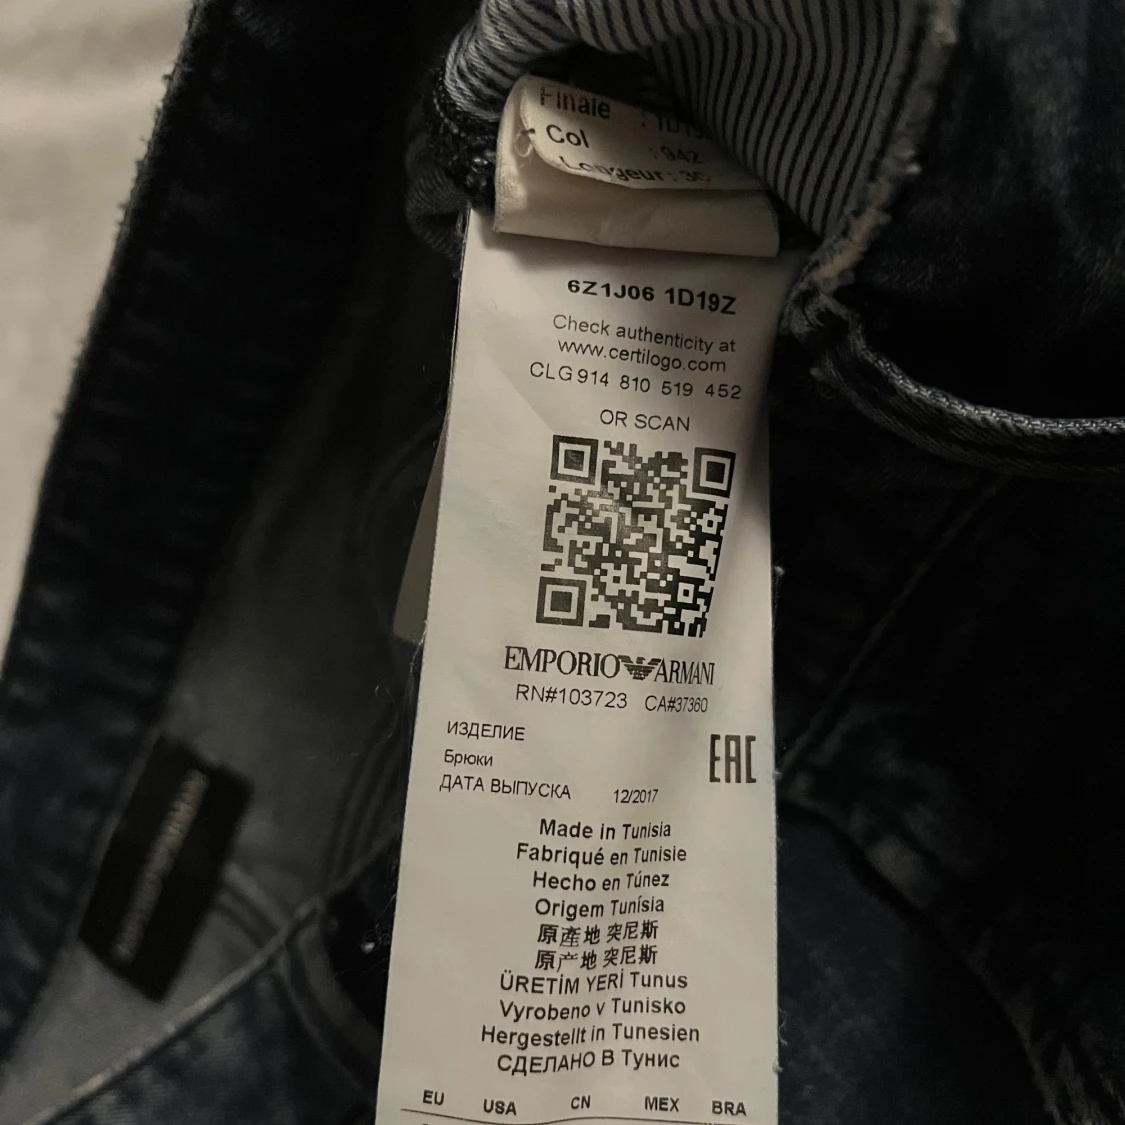 Finale
Col : 942
Longeur : 30
6Z1J06 1D19Z
Check authenticity at
www.certilogo.com
CLG 914 810 519 452
OR SCAN
EMPORIO ARMANI
RN#103723 CA#37360
ИЗДЕЛИЕ
EAC
Брюки
ДАТА ВЫПУСКА 12/2017
Made in Tunisia
Fabriqué en Tunisie
Hecho en Túnez
Origem Tunísia
原產地 突尼斯
原产地 突尼斯
ÜRETİM YERİ Tunus
Vyrobeno v Tunisko
Hergestellt in Tunesien
СДЕЛАНО В Тунис
EU USA CN MEX BRA